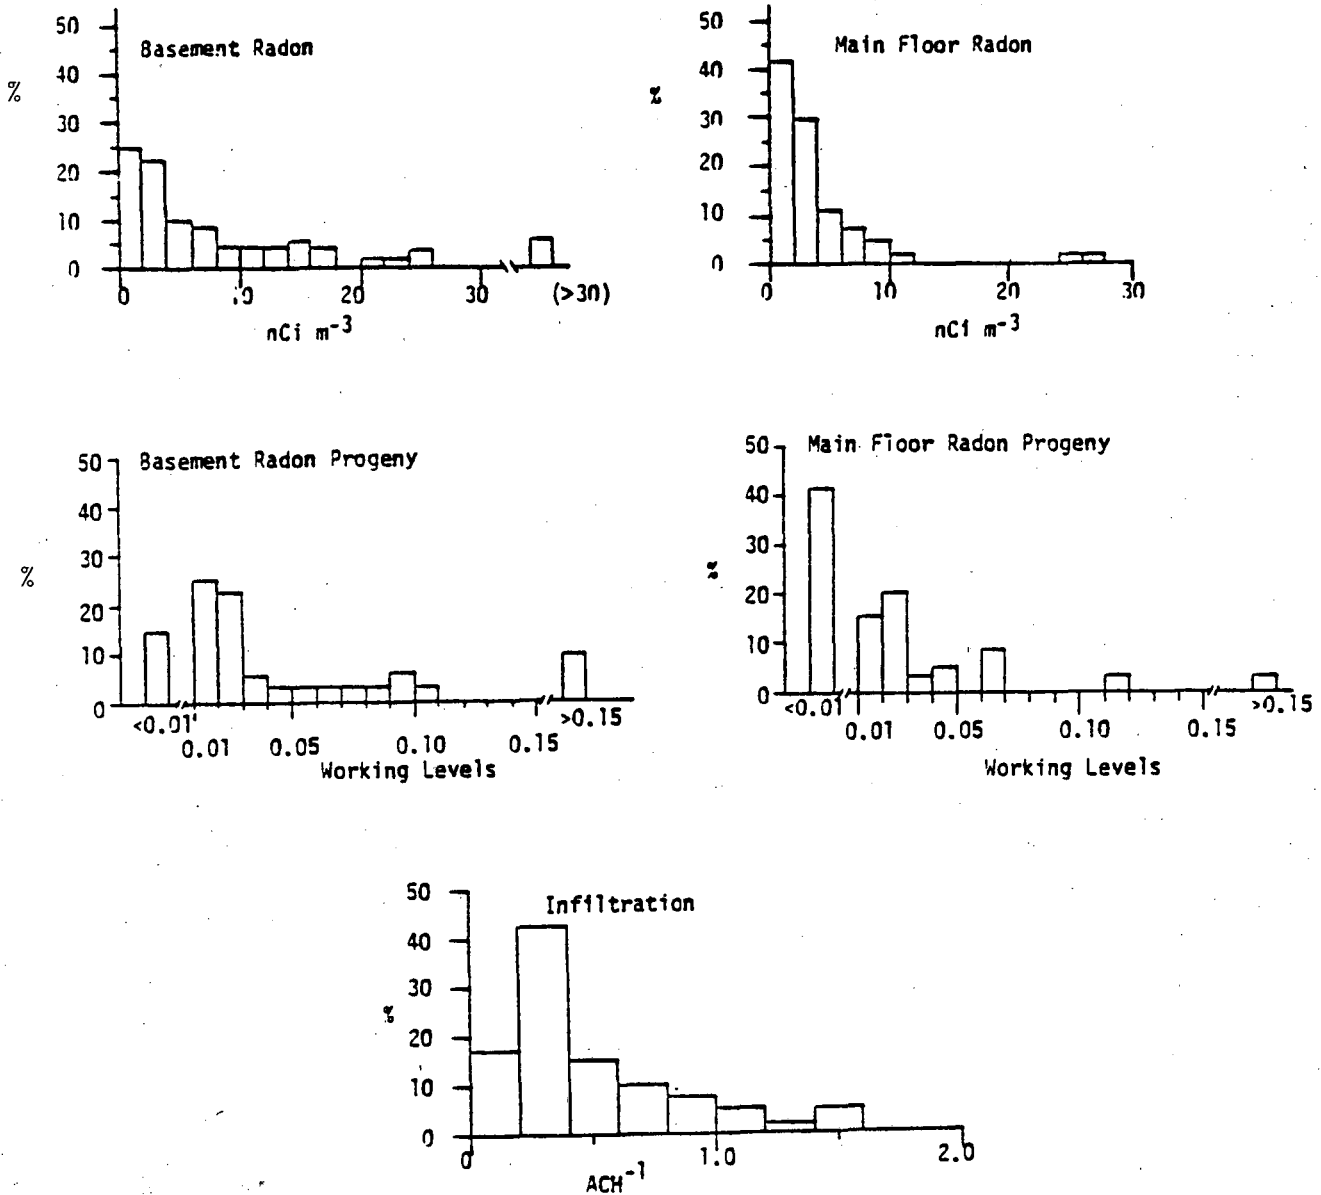 Basement Radon
%
50
40
30
20
10
0
0 10 20 30 (>30)
nCi m-3
Main Floor Radon
%
50
40
30
20
10
0
0 10 20 30
nCi m-3
Basement Radon Progeny
%
50
40
30
20
10
0
<0.01 0.01 0.05 0.10 0.15 >0.15
Working Levels
Main Floor Radon Progeny
%
50
40
30
20
10
0
<0.01 0.01 0.05 0.10 0.15 >0.15
Working Levels
Infiltration
%
50
40
30
20
10
0
0 1.0 2.0
ACH-1